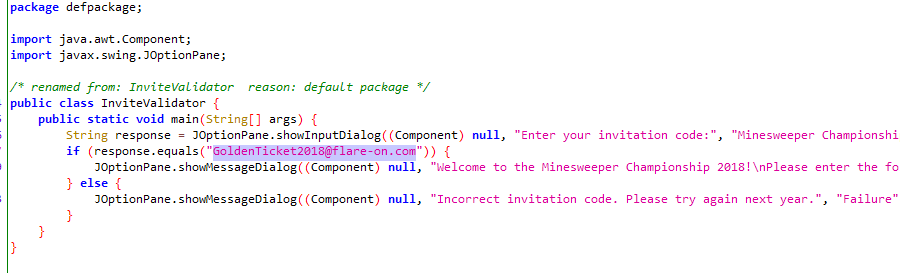 package defpackage;
import java.awt.Component;
import javax.swing.JOptionPane;
/* renamed from: InviteValidator  reason: default package */
public class InviteValidator {
public static void main(String[] args) {
String response = JOptionPane.showInputDialog((Component) null, "Enter your invitation code:", "Minesweeper Championshi
if (response.equals("GoldenTicket2018@flare-on.com")) {
JOptionPane.showMessageDialog((Component) null, "Welcome to the Minesweeper Championship 2018!\nPlease enter the fo
} else {
JOptionPane.showMessageDialog((Component) null, "Incorrect invitation code. Please try again next year.", "Failure"
}
}
}